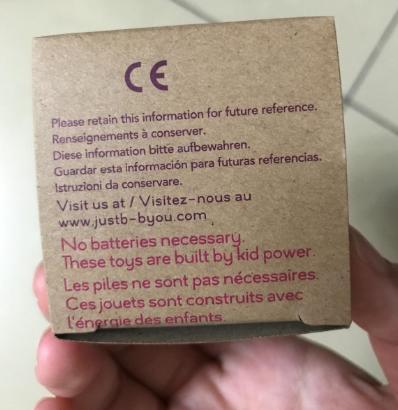 CE
Please retain this information for future reference.
Renseignements à conserver.
Diese information bitte aufbewahren.
Guardar esta información para futuras referencias.
Istruzioni da conservare.
Visit us at / Visitez-nous au
www.justb-byou.com
No batteries necessary.
These toys are built by kid power.
Les piles ne sont pas nécessaires.
Ces jouets sont construits avec
l'énergie des enfants